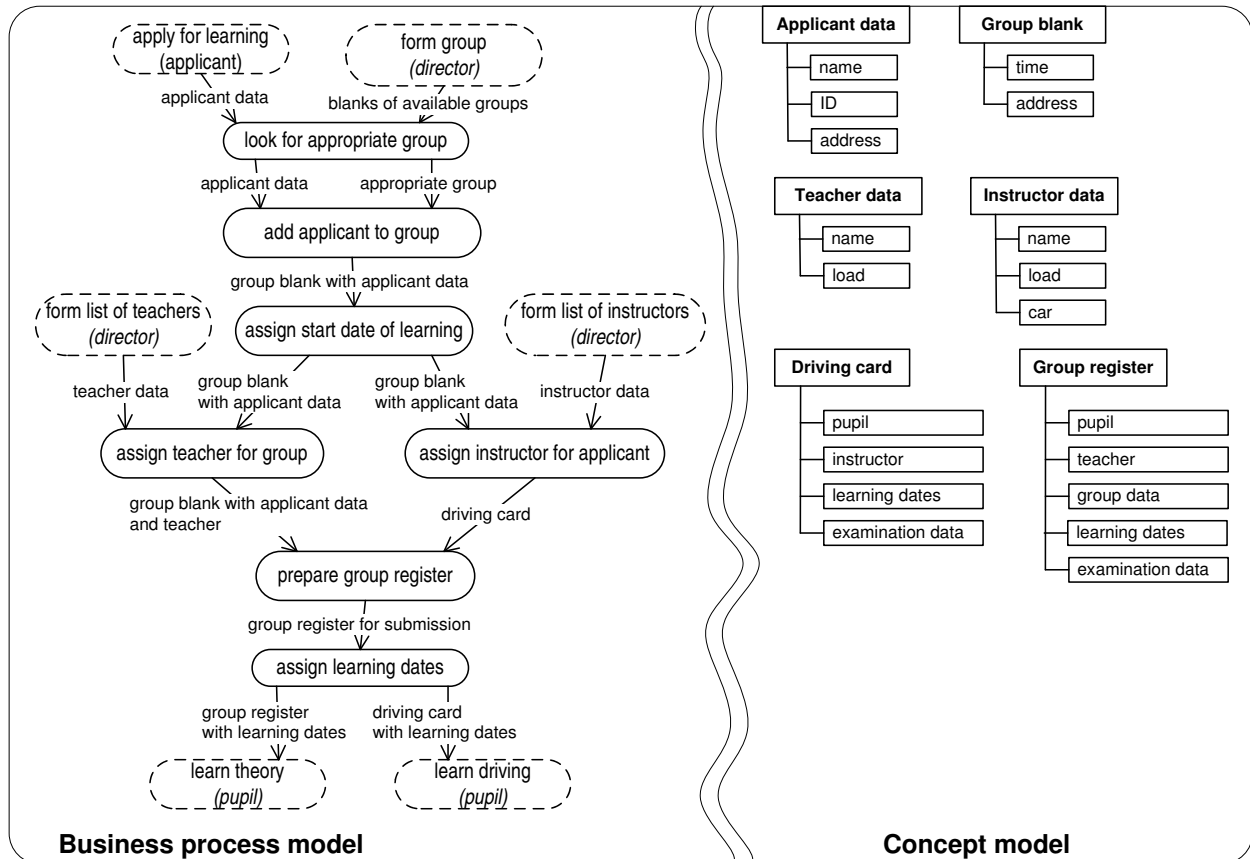 apply for learning
(applicant)
form group
(director)
applicant data
blanks of available groups
look for appropriate group
applicant data
appropriate group
add applicant to group
group blank with applicant data
form list of teachers
(director)
assign start date of learning
form list of instructors
(director)
teacher data
group blank
with applicant data
group blank
with applicant data
instructor data
assign teacher for group
assign instructor for applicant
group blank with applicant data
and teacher
driving card
prepare group register
group register for submission
assign learning dates
group register
with learning dates
driving card
with learning dates
learn theory
(pupil)
learn driving
(pupil)
Business process model
Applicant data
name
ID
address
Group blank
time
address
Teacher data
name
load
Instructor data
name
load
car
Driving card
pupil
instructor
learning dates
examination data
Group register
pupil
teacher
group data
learning dates
examination data
Concept model